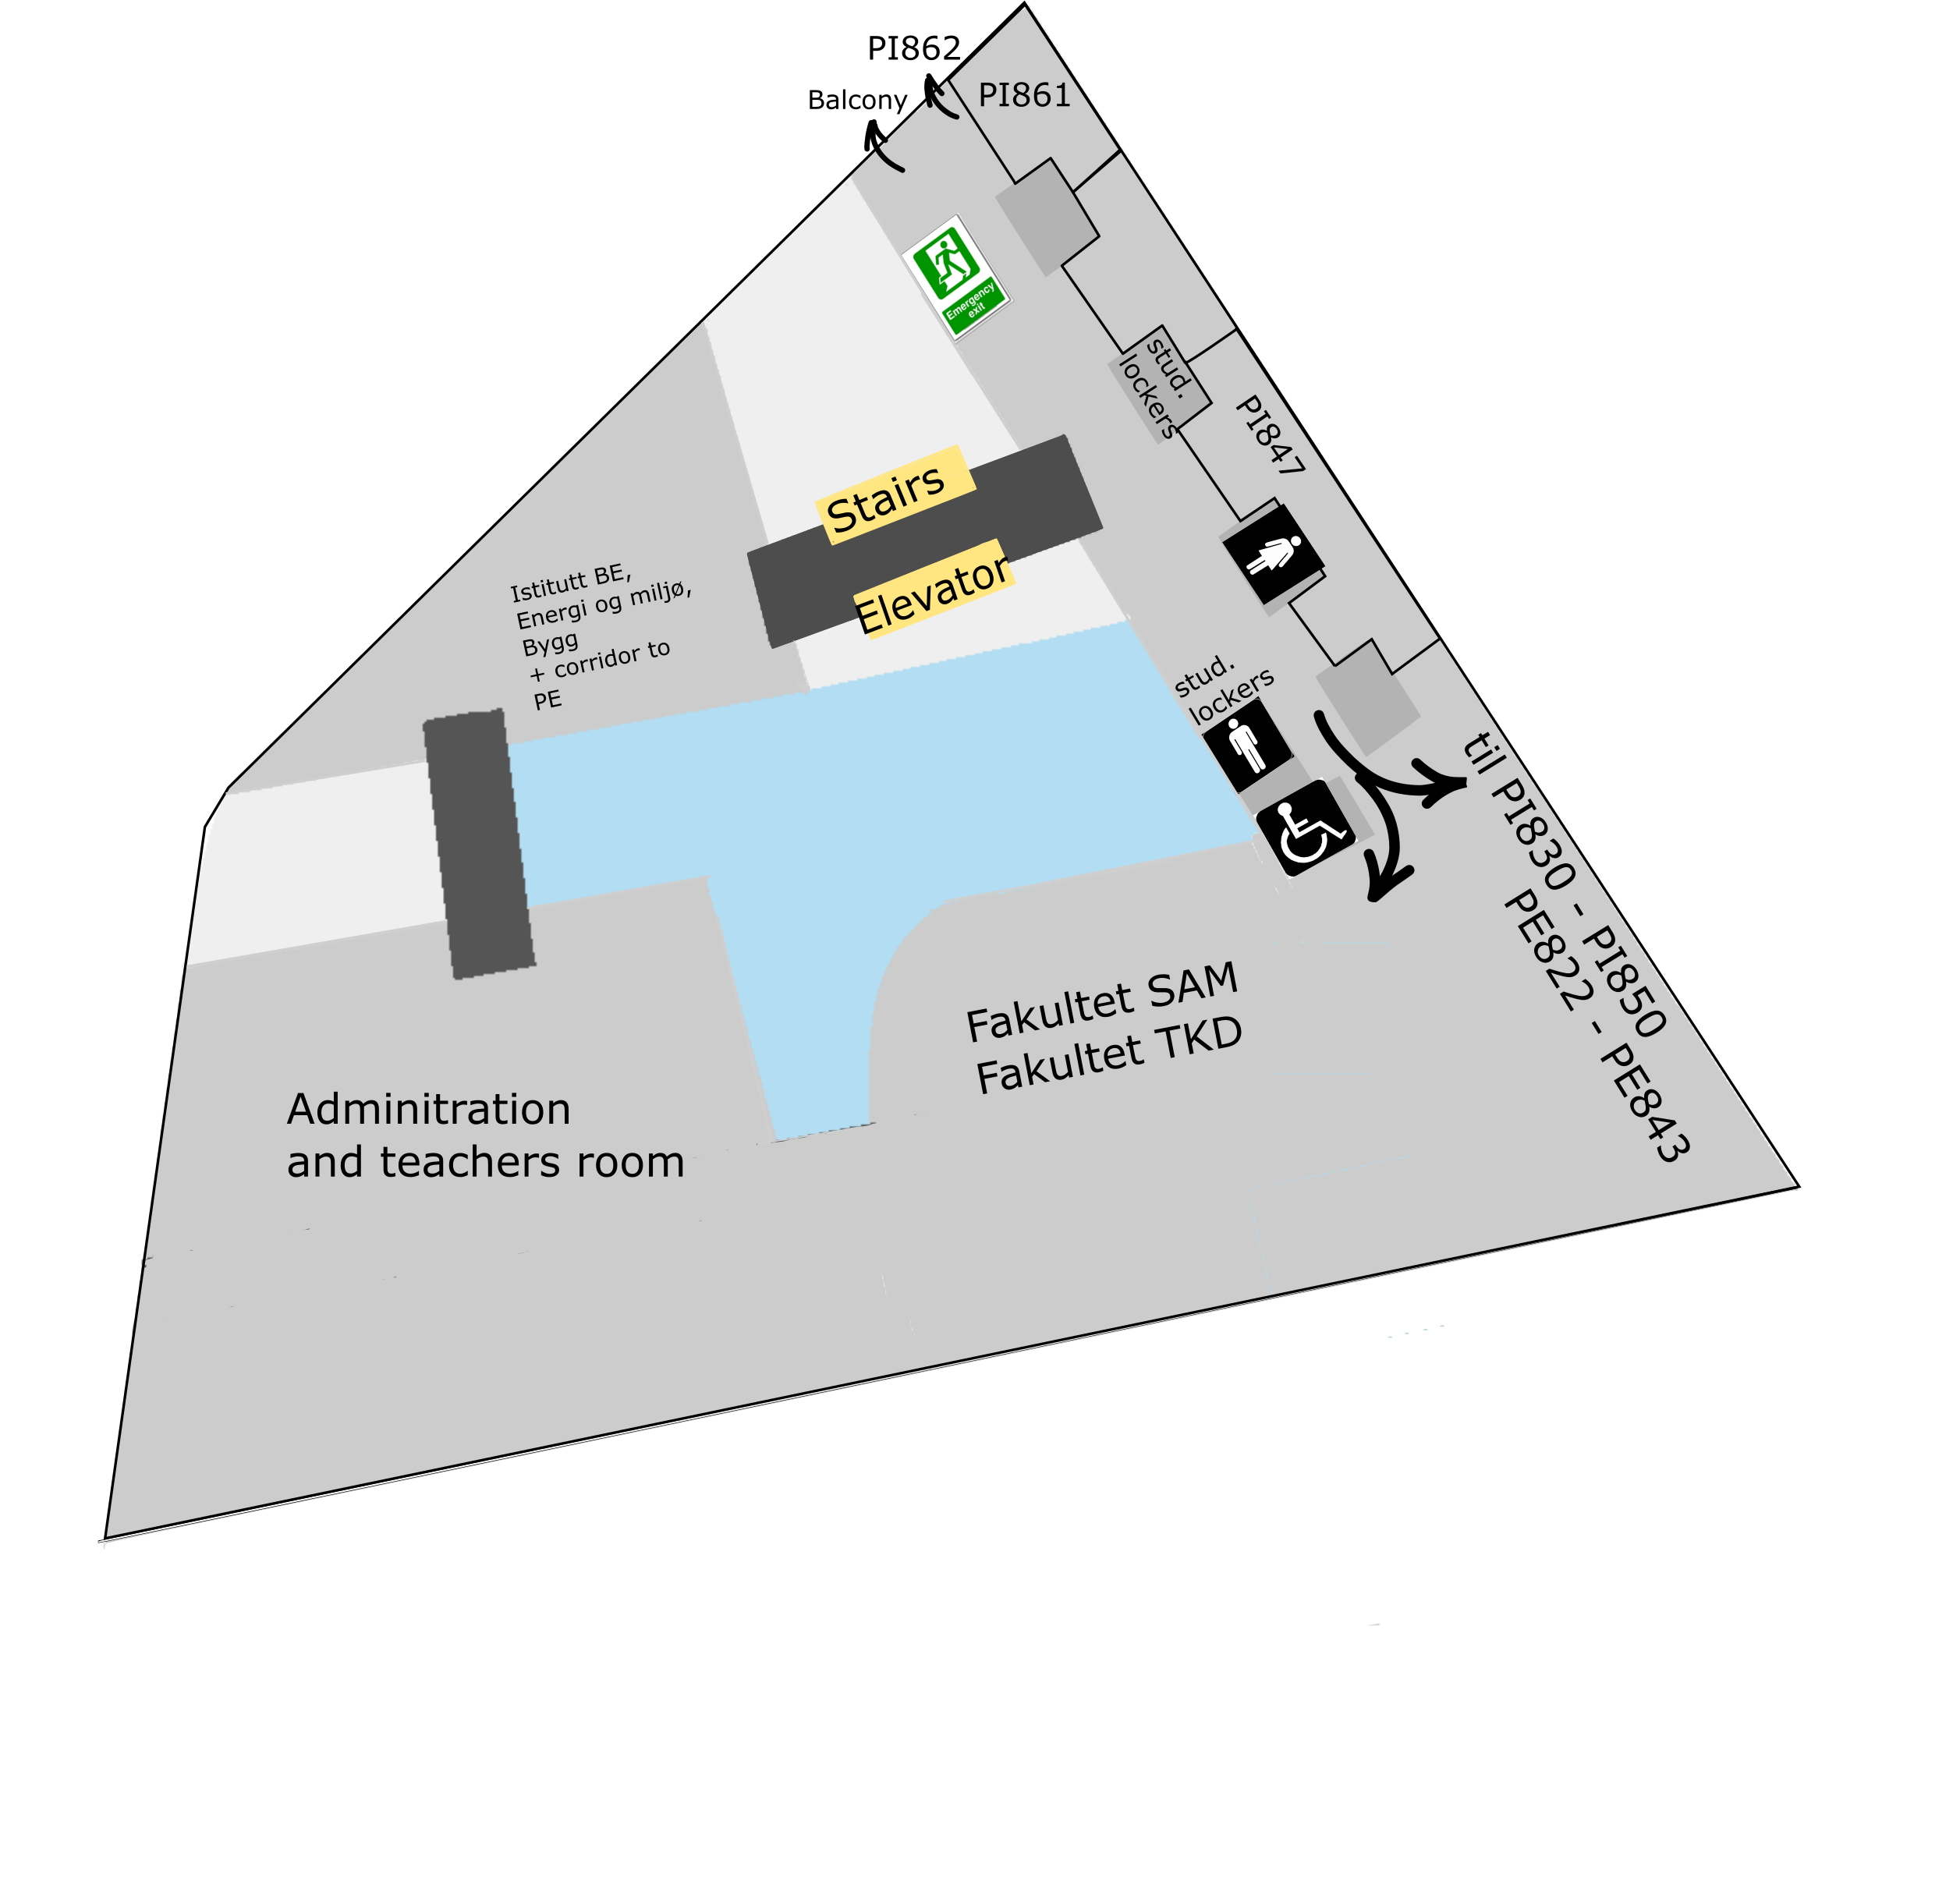 PI862
Balcony
PI861
Emergency
exit
stud.
lockers
PI847
Stairs
Elevator
Istitutt BE,
Energi og miljø,
Bygg
+ corridor to
PE
stud.
lockers
til PI830 - PI850
PE822 - PE843
Fakultet SAM
Fakultet TKD
Adminitration
and teachers room